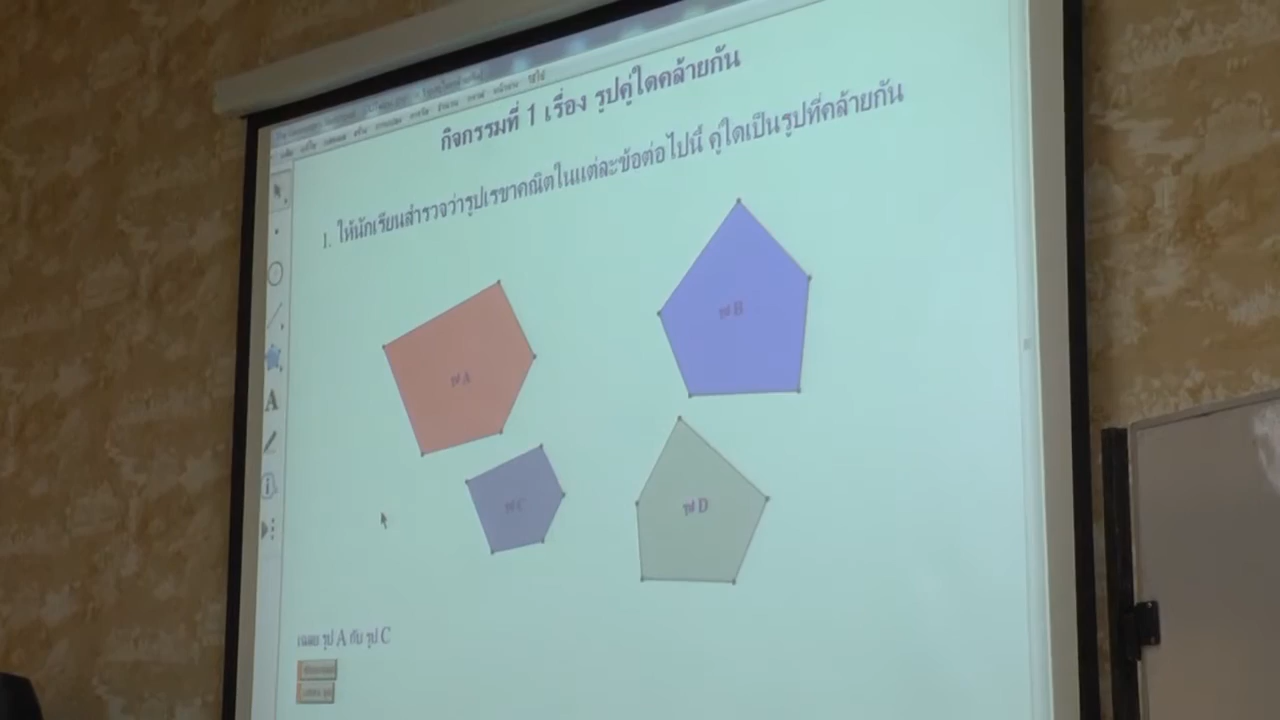 กิจกรรมที่ 1 เรื่อง รูปคู่ใดคล้ายกัน
1. ให้นักเรียนสำรวจว่ารูปเรขาคณิตในแต่ละข้อต่อไปนี้ คู่ใดเป็นรูปที่คล้ายกัน
รูป B
รูป A
รูป C
รูป D
เฉลย รูป A กับ รูป C